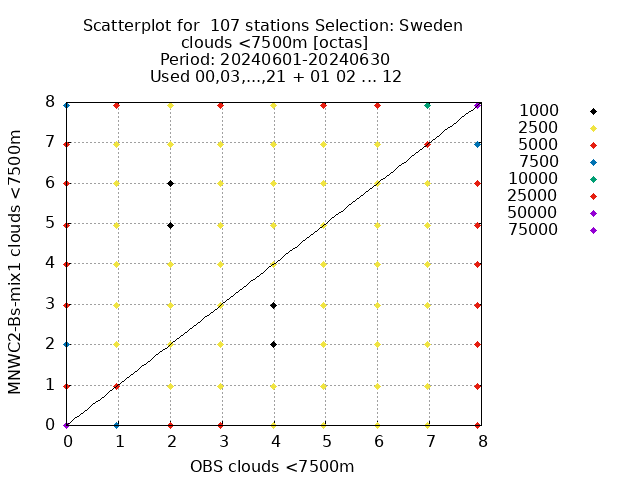 Scatterplot for  107 stations Selection: Sweden
clouds <7500m [octas]
Period: 20240601-20240630
Used 00,03,...,21 + 01 02 ... 12
MNWC2-Bs-mix1 clouds <7500m
8
7
6
5
4
3
2
1
0
0 1 2 3 4 5 6 7 8
OBS clouds <7500m
1000
2500
5000
7500
10000
25000
50000
75000